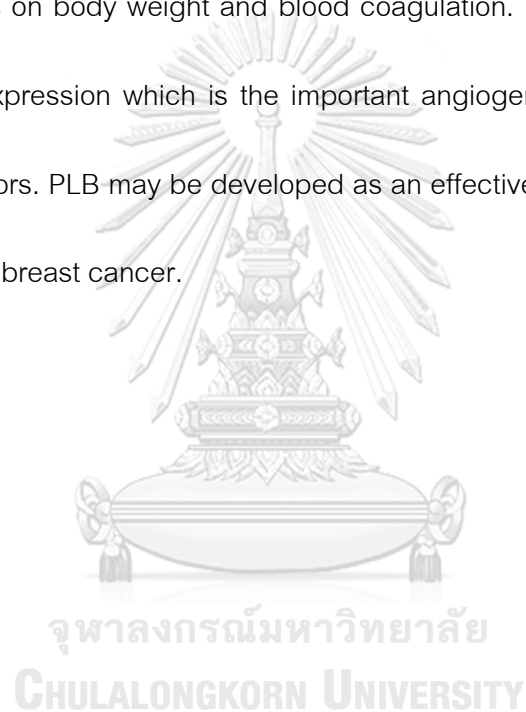 on body weight and blood coagulation.
xpression which is the important angioger
ors. PLB may be developed as an effective
breast cancer.
จุฬาลงกรณ์มหาวิทยาลัย
CHULALONGKORN UNIVERSITY